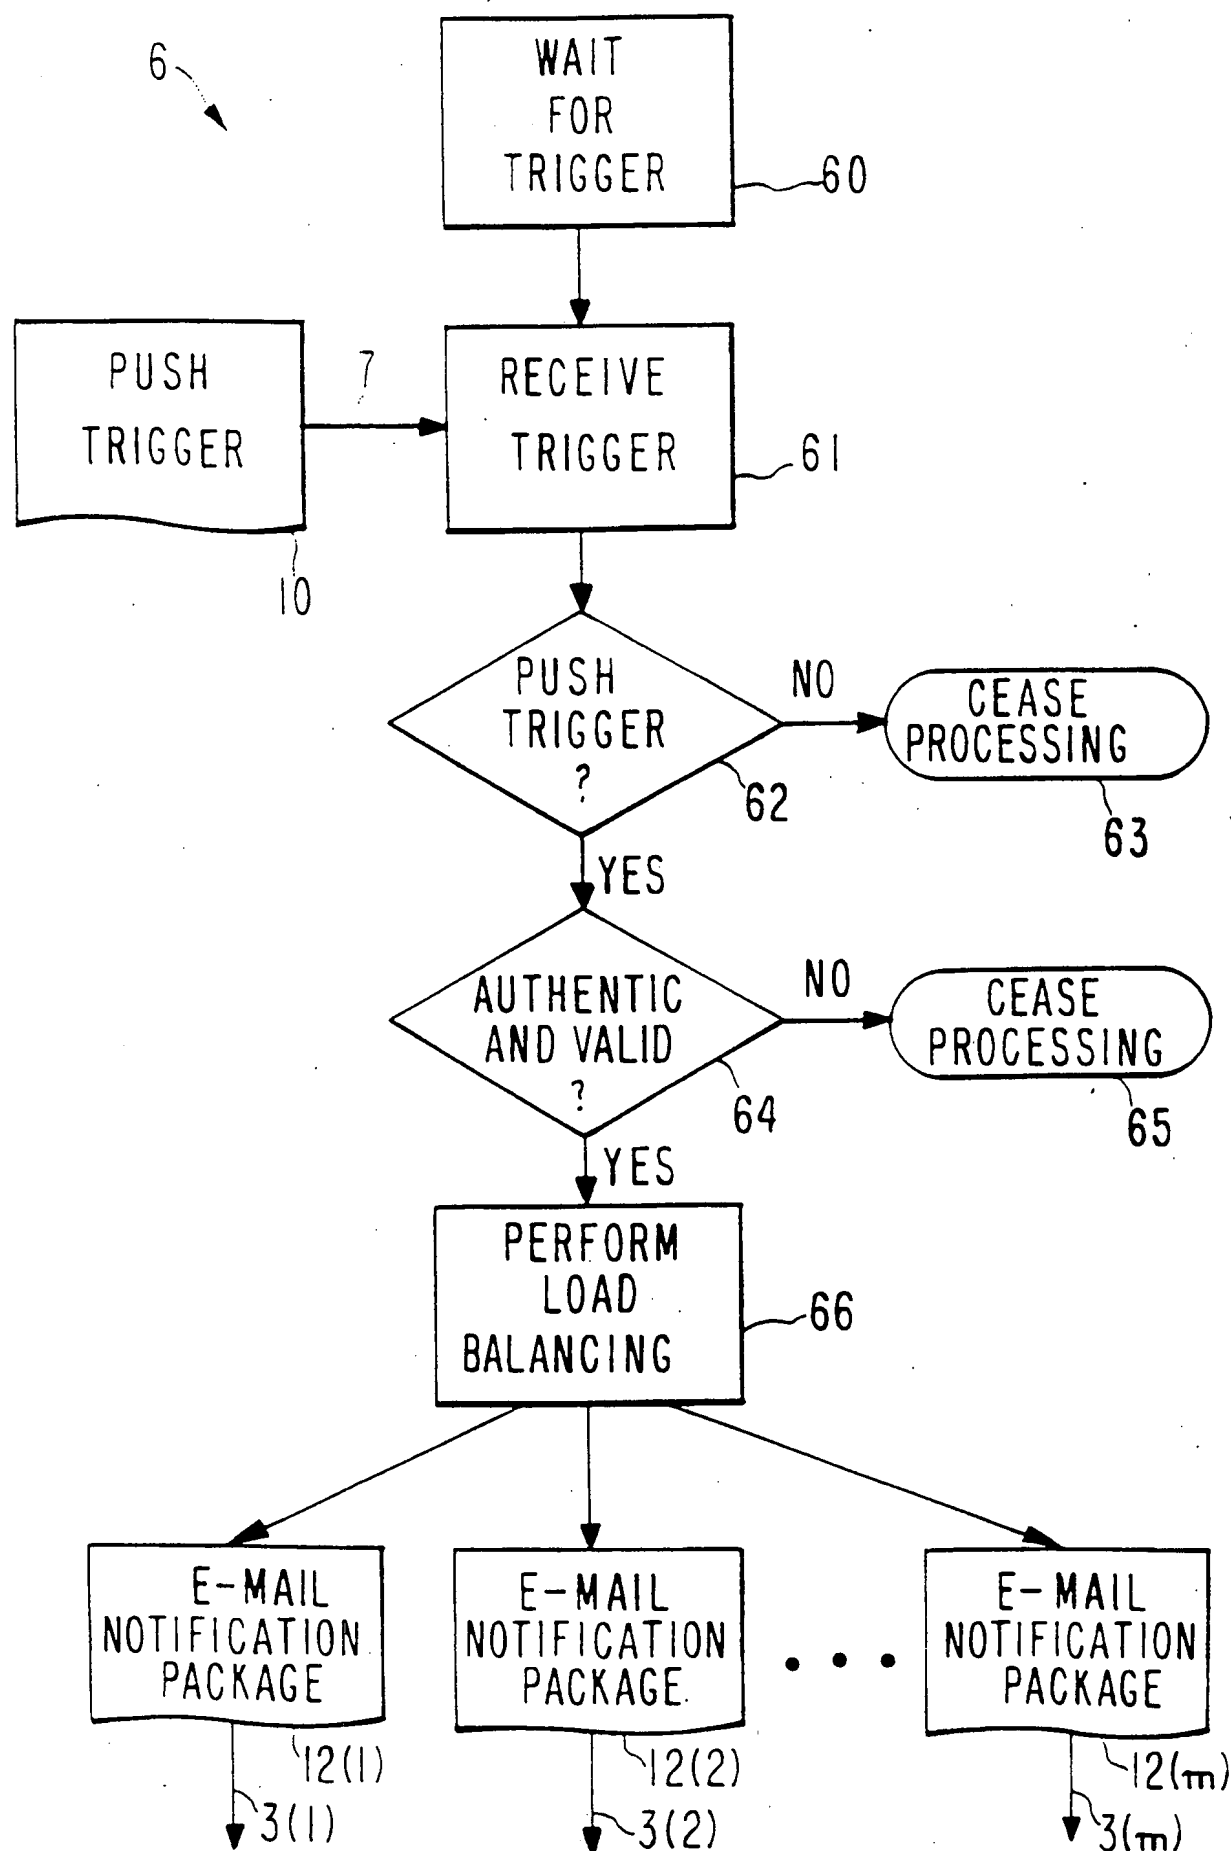 6
WAIT
FOR
TRIGGER
60
PUSH
TRIGGER
10
7
RECEIVE
TRIGGER
61
PUSH
TRIGGER
?
62
NO
CEASE
PROCESSING
63
YES
AUTHENTIC
AND VALID
?
64
NO
CEASE
PROCESSING
65
YES
PERFORM
LOAD
BALANCING
66
E-MAIL
NOTIFICATION
PACKAGE
12(1)
3(1)
E-MAIL
NOTIFICATION
PACKAGE
12(2)
3(2)
• • •
E-MAIL
NOTIFICATION
PACKAGE
12(m)
3(m)